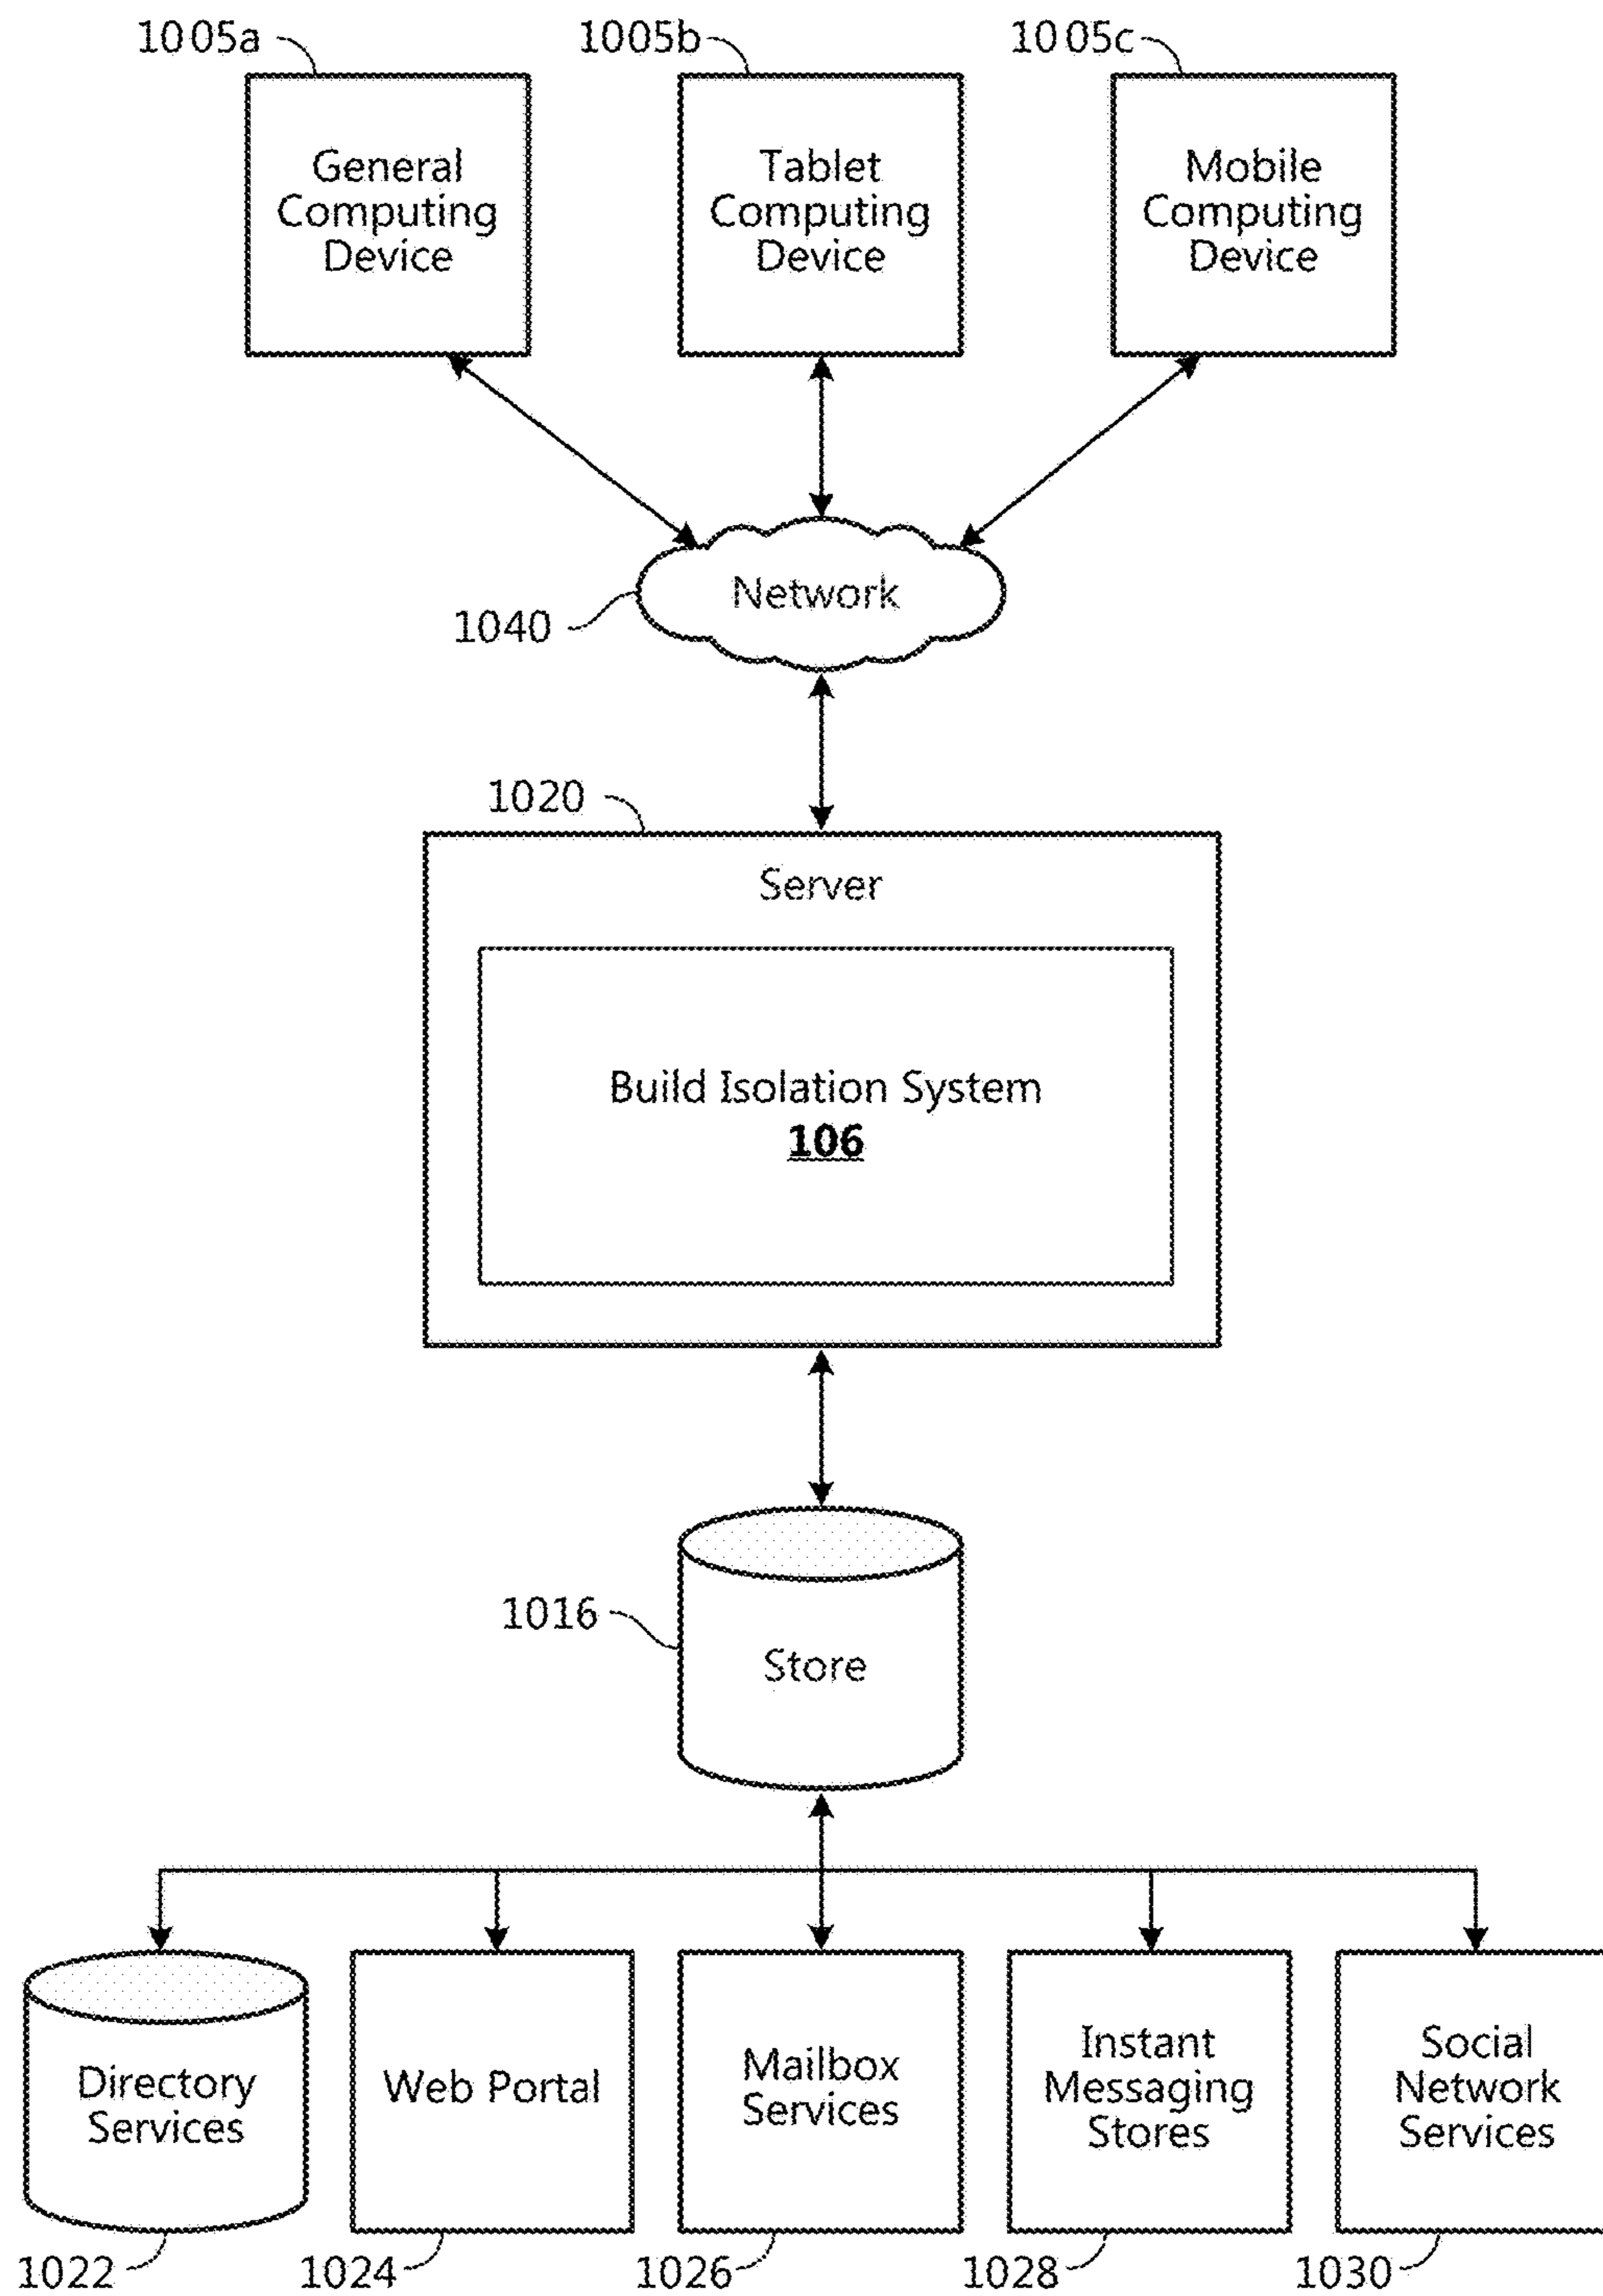 1005a
1005b
1005c
General
Computing
Device
Tablet
Computing
Device
Mobile
Computing
Device
Network
1040
1020
Server
Build Isolation System
106
1016
Store
Directory
Services
Web Portal
Mailbox
Services
Instant
Messaging
Stores
Social
Network
Services
1022
1024
1026
1028
1030